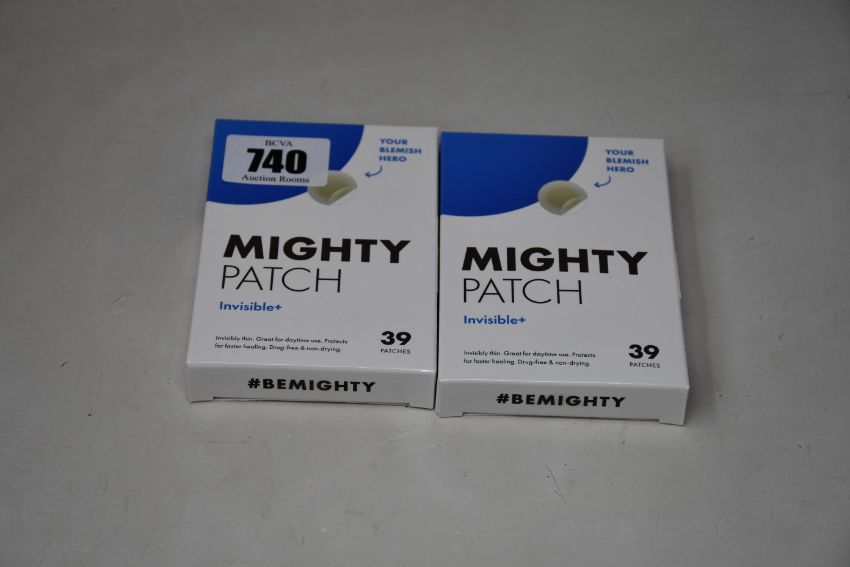 BCVA
740
Auction Rooms
YOUR
BLEMISH
HERO
MIGHTY
PATCH
Invisible+
Invisibly thin. Great for daytime use. Protects
for faster healing. Drug-free & non-drying.
39
PATCHES
#BEMIGHTY
YOUR
BLEMISH
HERO
MIGHTY
PATCH
Invisible+
Invisibly thin. Great for daytime use. Protects
for faster healing. Drug-free & non-drying.
39
PATCHES
#BEMIGHTY